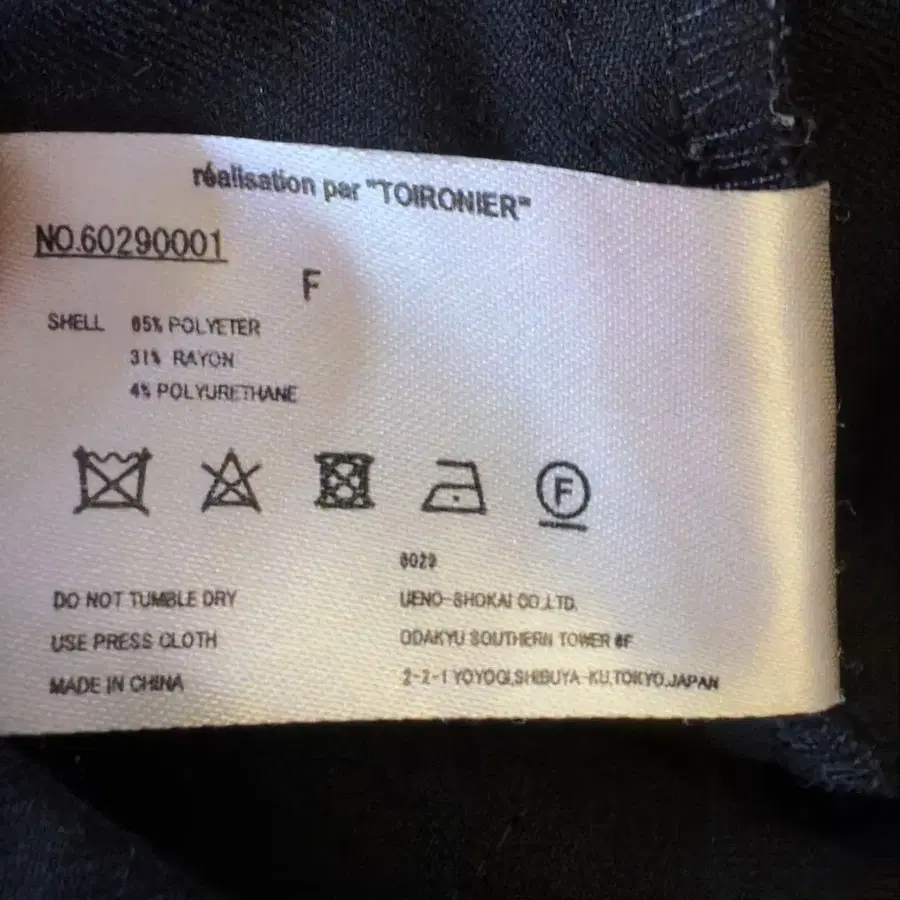 réalisation par "TOIRONIER"
NO.60290001
F
SHELL 65% POLYETER
31% RAYON
4% POLYURETHANE
F
6029
DO NOT TUMBLE DRY
UENO-SHOKAI CO.,LTD.
USE PRESS CLOTH
ODAKYU SOUTHERN TOWER 6F
MADE IN CHINA
2-2-1 YOYOGI,SHIBUYA-KU,TOKYO,JAPAN